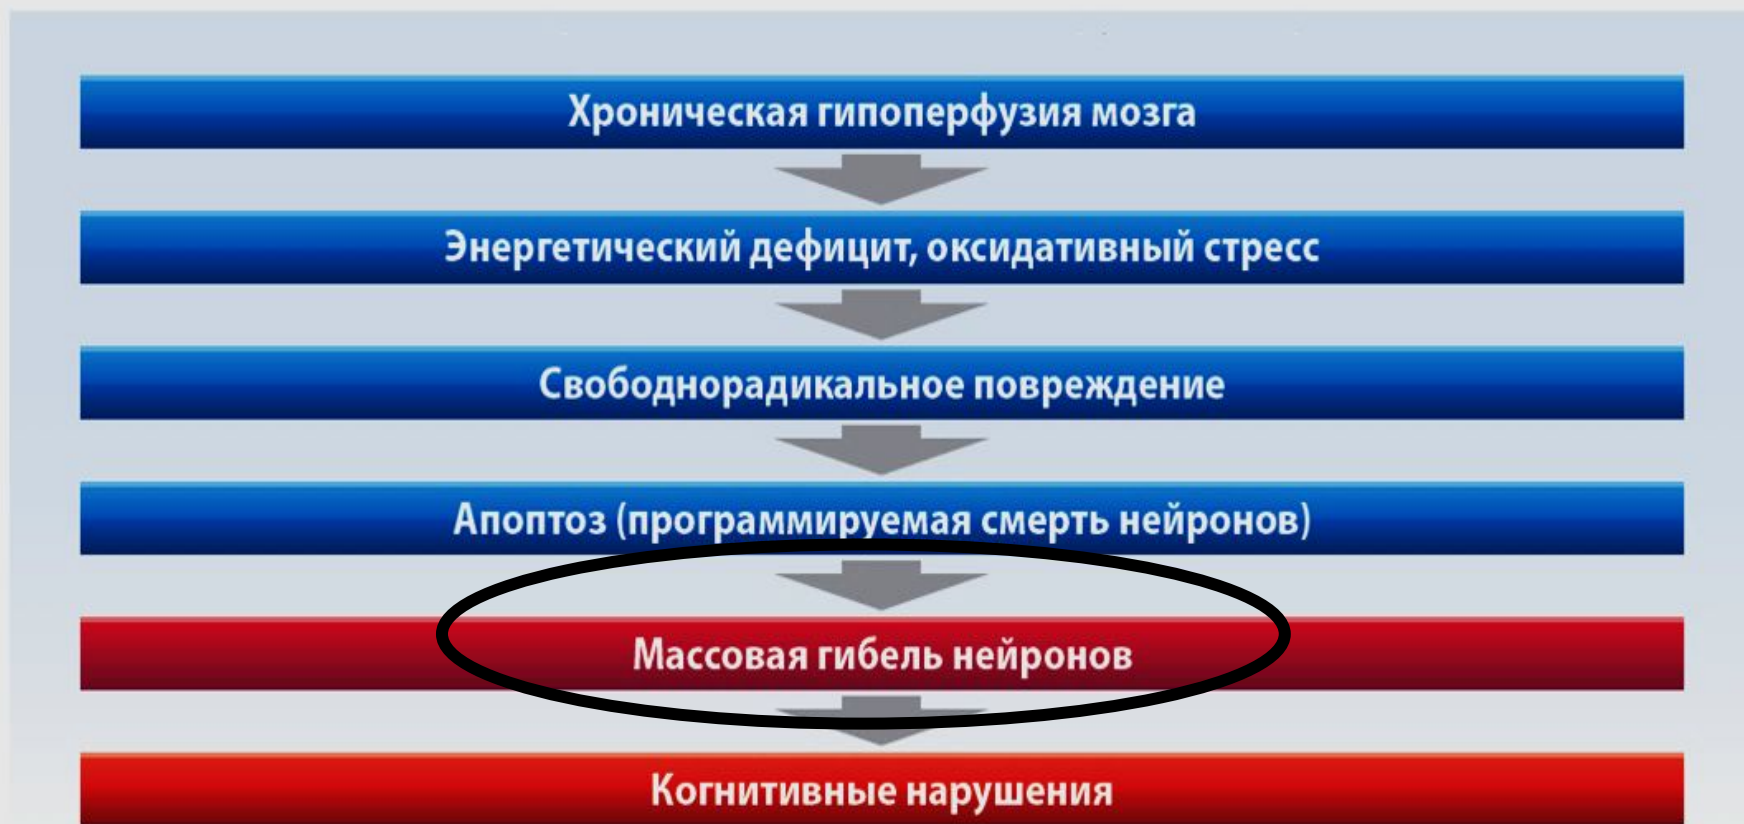 Хроническая гипоперфузия мозга
Энергетический дефицит, оксидативный стресс
Свободнорадикальное повреждение
Апоптоз (программируемая смерть нейронов)
Массовая гибель нейронов
Когнитивные нарушения